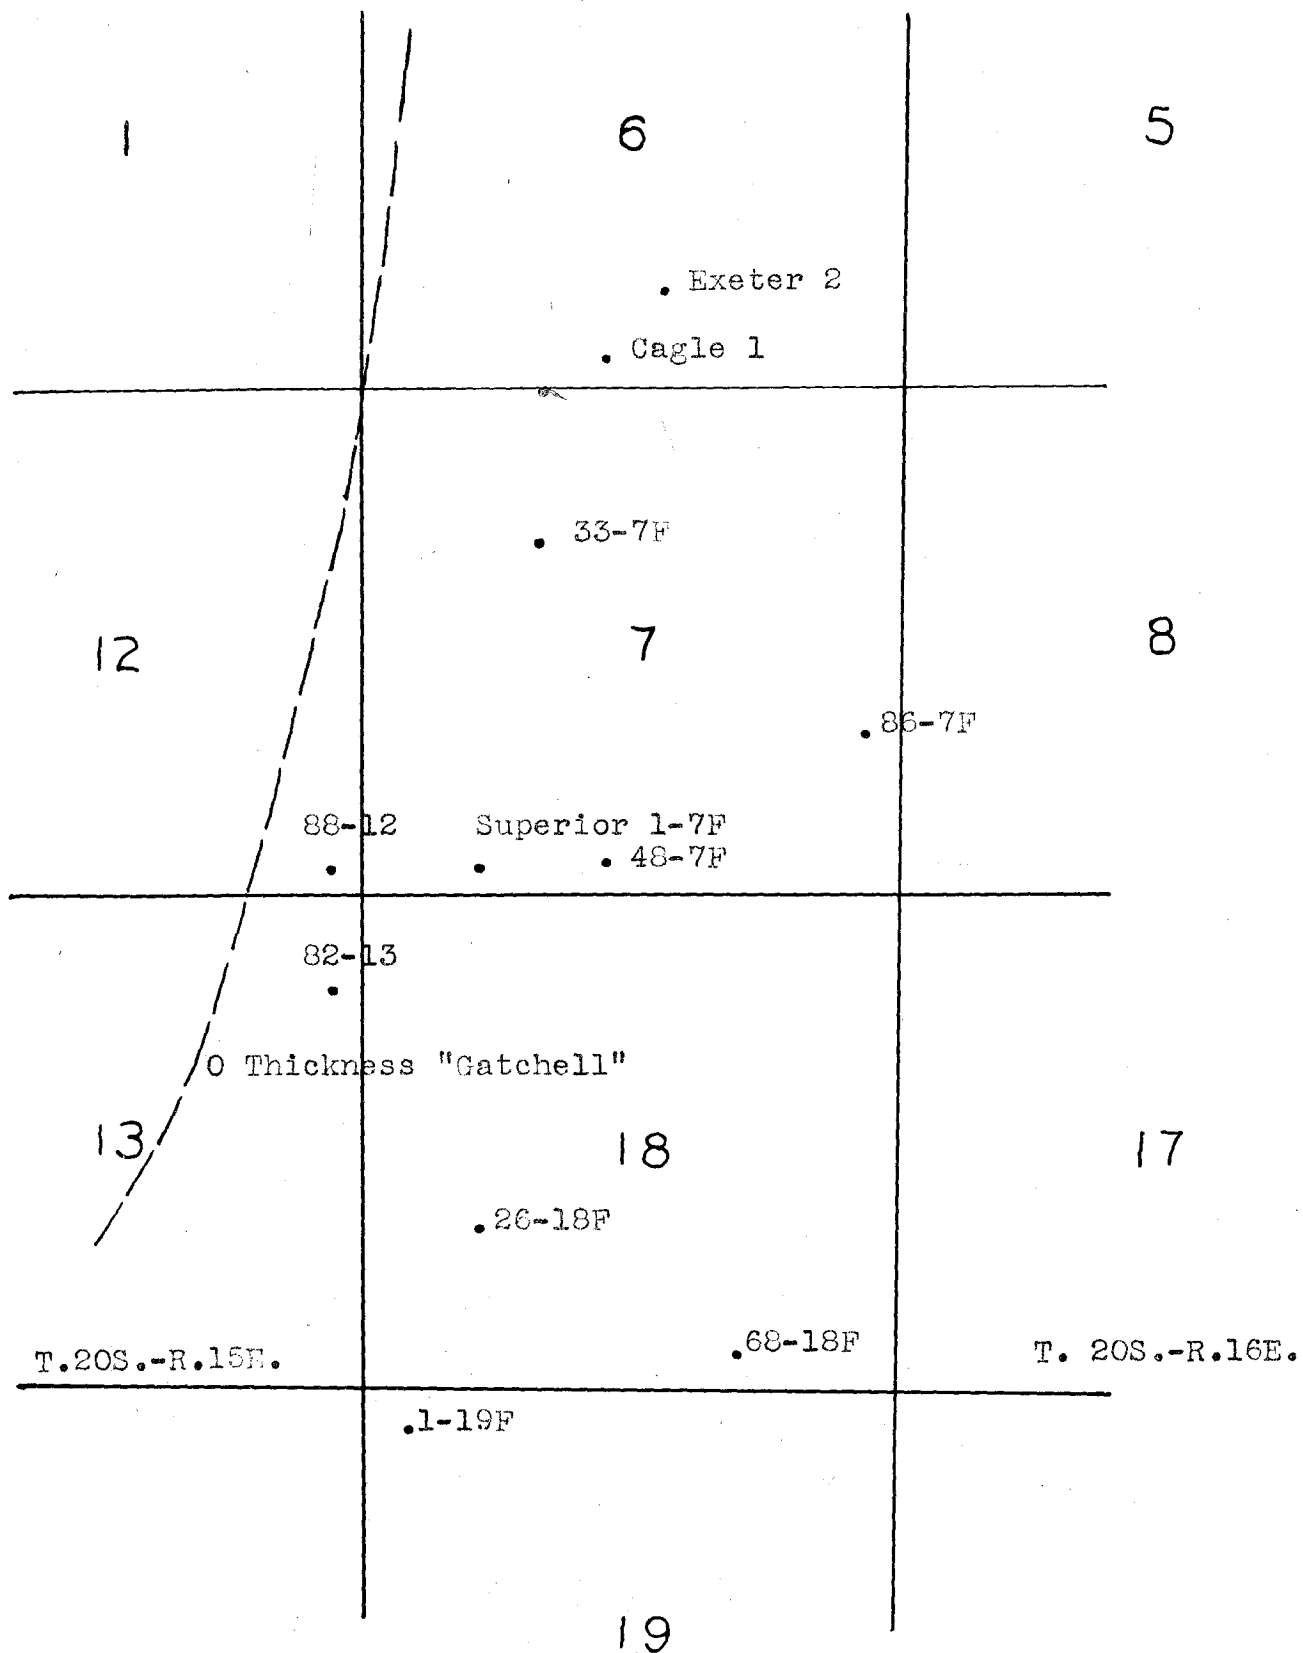 1
6
5
Exeter 2
Cagle 1
33-7F
12
7
8
86-7F
88-12
Superior 1-7F
48-7F
82-13
0 Thickness "Gatchell"
13
18
17
26-18F
68-18F
T.20S.-R.15E.
T. 20S.-R.16E.
1-19F
19